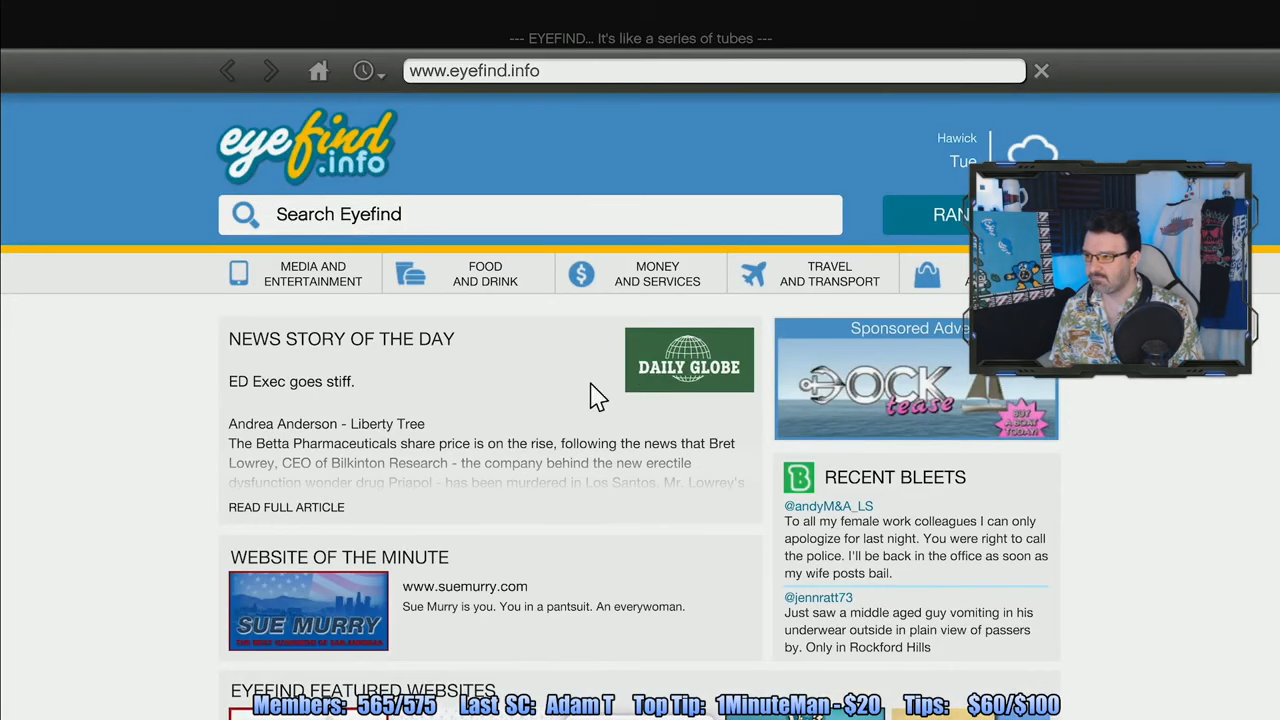 --- EYEFIND... It's like a series of tubes ---
www.eyefind.info
eyefind
.info
Hawick
Tue
Search Eyefind
RAN
MEDIA AND
ENTERTAINMENT
FOOD
AND DRINK
MONEY
AND SERVICES
TRAVEL
AND TRANSPORT
NEWS STORY OF THE DAY
DAILY GLOBE
ED Exec goes stiff.
Andrea Anderson - Liberty Tree
The Betta Pharmaceuticals share price is on the rise, following the news that Bret
Lowrey, CEO of Bilkinton Research - the company behind the new erectile
dysfunction wonder drug Priapol - has been murdered in Los Santos. Mr. Lowrey's
READ FULL ARTICLE
Sponsored Adve
DOCK
tease
BUY
A BOAT
TODAY!
RECENT BLEETS
@andyM&A_LS
To all my female work colleagues I can only
apologize for last night. You were right to call
the police. I'll be back in the office as soon as
my wife posts bail.
@jennratt73
Just saw a middle aged guy vomiting in his
underwear outside in plain view of passers
by. Only in Rockford Hills
WEBSITE OF THE MINUTE
SUE MURRY
www.suemurry.com
Sue Murry is you. You in a pantsuit. An everywoman.
EYEFIND FEATURED WEBSITES
Members: 565/575 Last SC: Adam T Top Tip: 1MinuteMan - $20 Tips: $60/$100